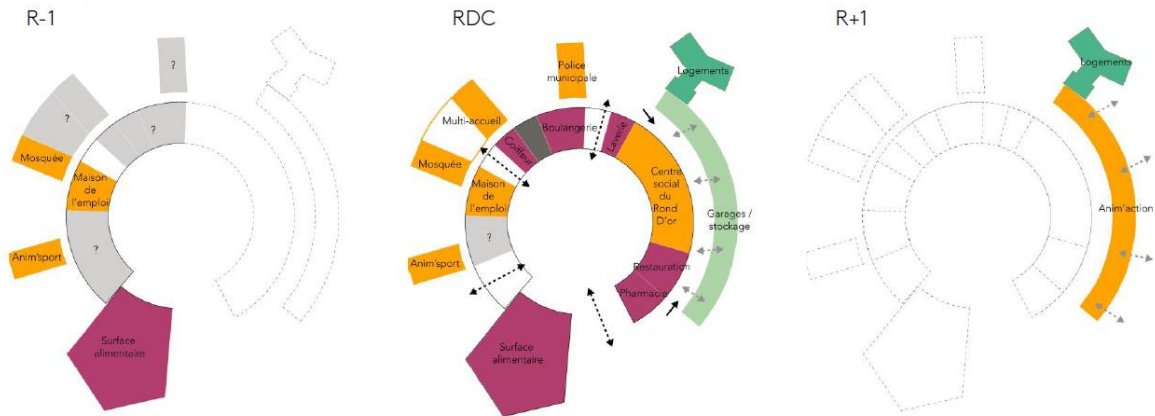 R-1
?
?
?
Mosquée
Maison
de
l'emploi
?
Anim'sport
Surface
alimentaire
RDC
Police
municipale
Logements
Multi-accueil
Boulangerie
Coiffeur
Laverie
Mosquée
Maison
de
l'emploi
Centre
social du
Rond
D'or
Garages /
stockage
?
Anim'sport
Restauration
Pharmacie
Surface
alimentaire
R+1
Logements
Anim'action